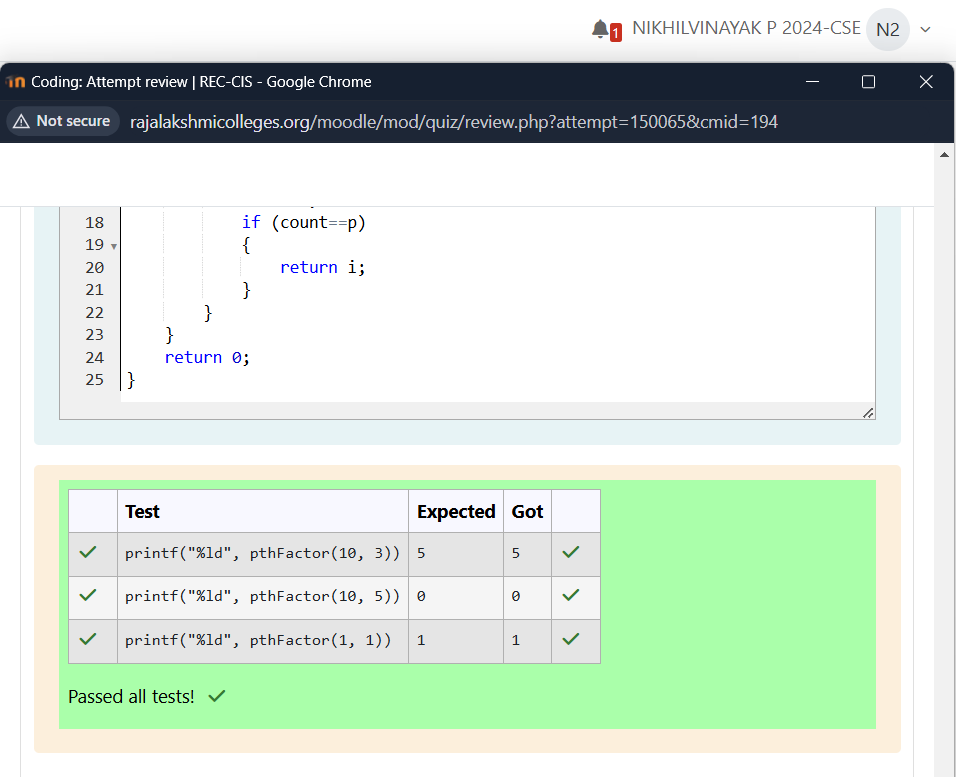 1 NIKHILVINAYAK P 2024-CSE N2
Coding: Attempt review | REC-CIS - Google Chrome
Not secure rajalakshmicolleges.org/moodle/mod/quiz/review.php?attempt=150065&cmid=194
18 if (count==p)
19 {
20 return i;
21 }
22 }
23 }
24 return 0;
25 }
Test Expected Got
printf("%ld", pthFactor(10, 3)) 5 5
printf("%ld", pthFactor(10, 5)) 0 0
printf("%ld", pthFactor(1, 1)) 1 1
Passed all tests!